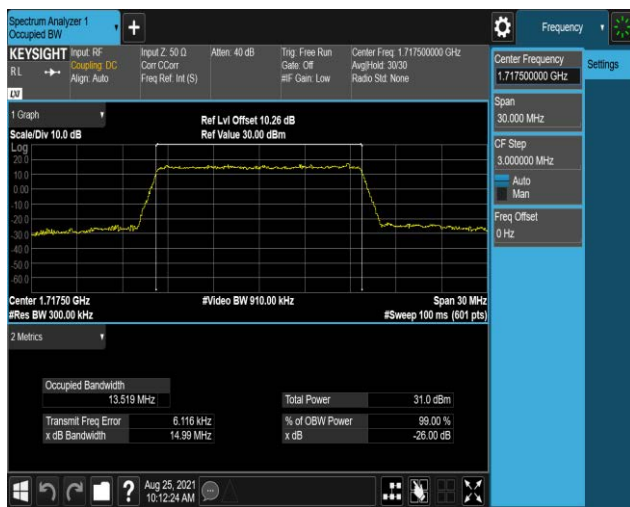 Spectrum Analyzer 1
Occupied BW
Frequency
KEYSIGHT
RL
LXI
Input: RF
Coupling: DC
Align: Auto
Input Z: 50 Ω
Corr CCorr
Freq Ref: Int (S)
Atten: 40 dB
Trig: Free Run
Gate: Off
#IF Gain: Low
Center Freq: 1.717500000 GHz
Avg|Hold: 30/30
Radio Std: None
Center Frequency
1.717500000 GHz
Settings
Span
30.000 MHz
CF Step
3.000000 MHz
Auto
Man
Freq Offset
0 Hz
1 Graph
Scale/Div 10.0 dB
Ref Lvl Offset 10.26 dB
Ref Value 30.00 dBm
Log
20.0
10.0
0.00
-10.0
-20.0
-30.0
-40.0
-50.0
-60.0
Center 1.71750 GHz
#Video BW 910.00 kHz
Span 30 MHz
#Res BW 300.00 kHz
#Sweep 100 ms (601 pts)
2 Metrics
Occupied Bandwidth
13.519 MHz
Total Power 31.0 dBm
Transmit Freq Error 6.116 kHz
% of OBW Power 99.00 %
x dB Bandwidth 14.99 MHz
x dB -26.00 dB
?
Aug 25, 2021
10:12:24 AM